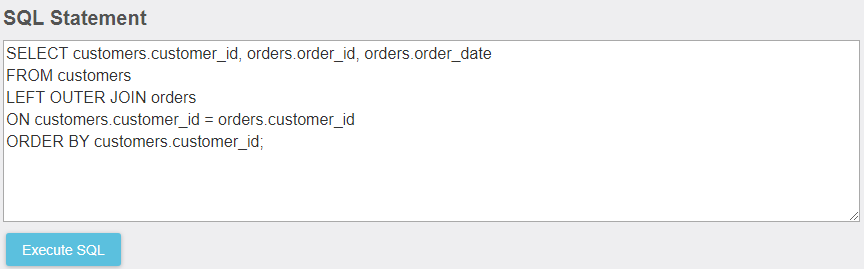 SQL Statement
SELECT customers.customer_id, orders.order_id, orders.order_date
FROM customers
LEFT OUTER JOIN orders
ON customers.customer_id = orders.customer_id
ORDER BY customers.customer_id;
Execute SQL